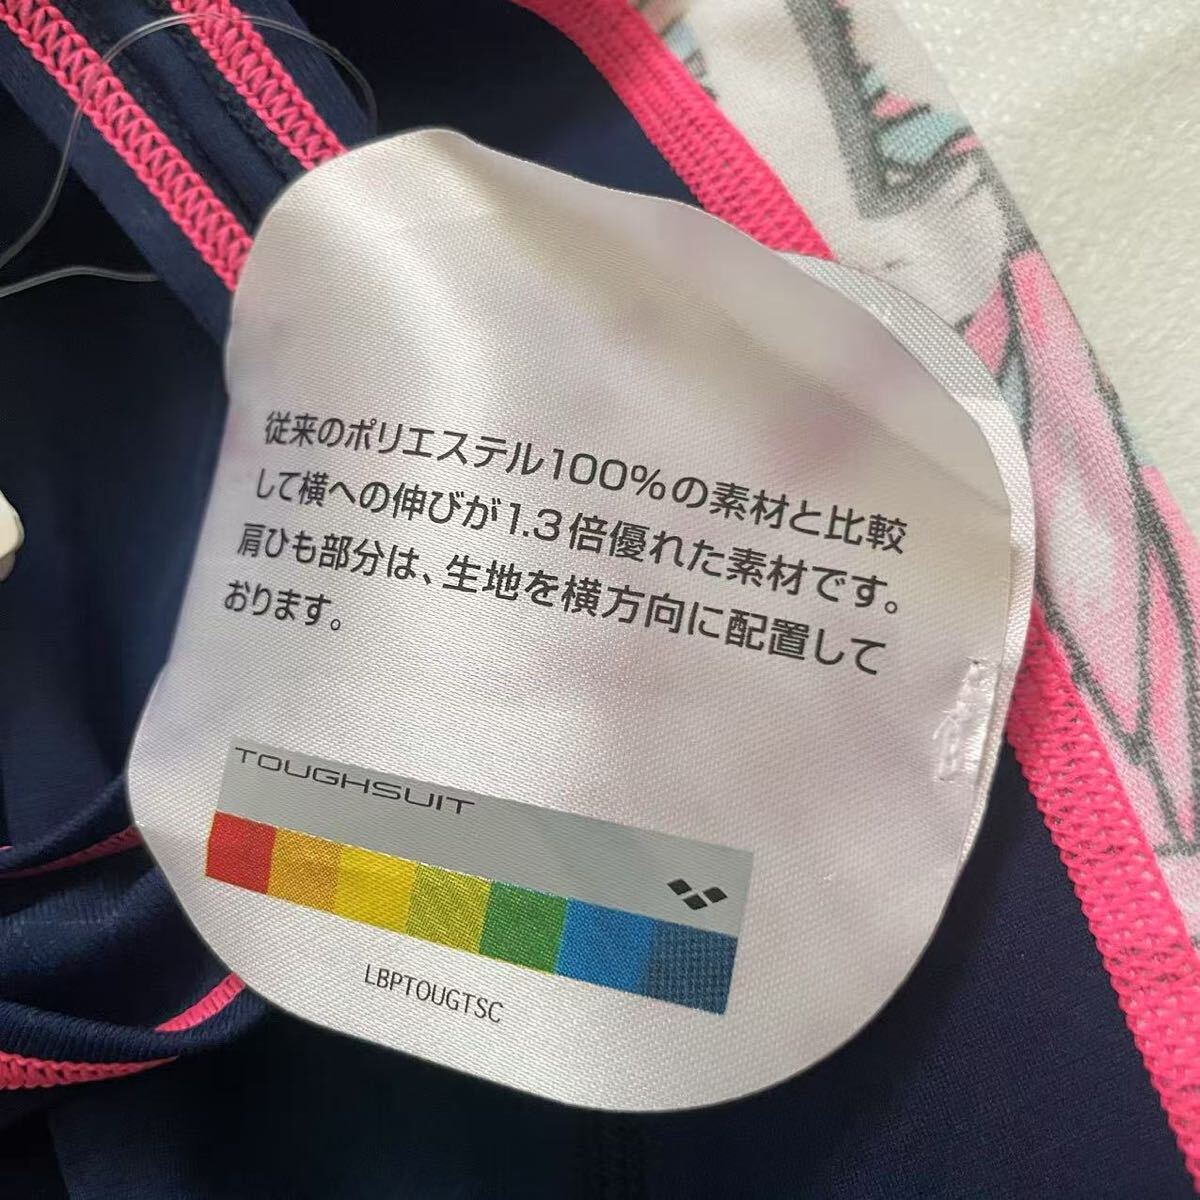 従来のポリエステル100%の素材と比較
して横への伸びが1.3倍優れた素材です。
肩ひも部分は、生地を横方向に配置して
おります。
TOUGHSUIT
LBPTOUGTSC